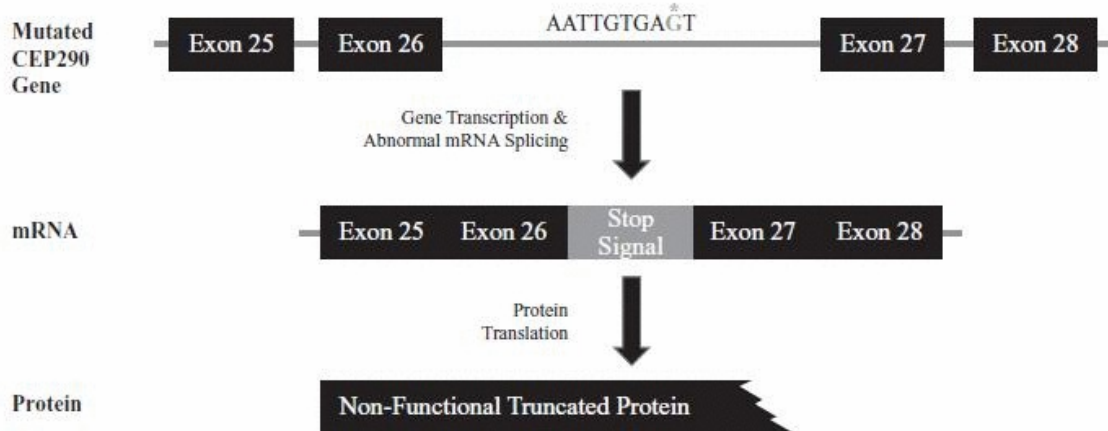 *
AATTGTGAGT
Mutated
CEP290
Gene
Exon 25
Exon 26
Exon 27
Exon 28
Gene Transcription &
Abnormal mRNA Splicing
mRNA
Exon 25
Exon 26
Stop
Signal
Exon 27
Exon 28
Protein
Translation
Protein
Non-Functional Truncated Protein